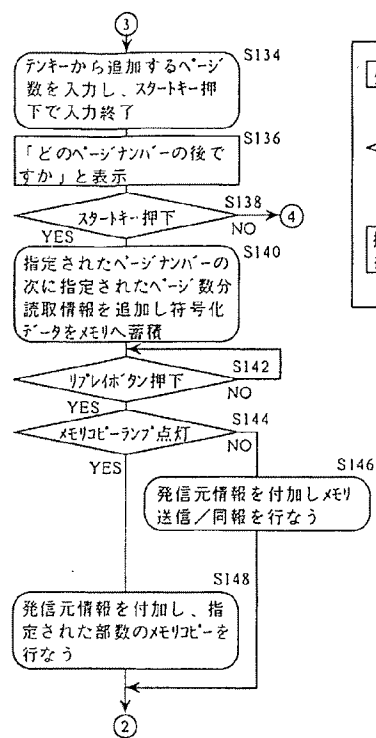 ③
S134
テンキーから追加するページ
数を入力し、スタートキー押
下で入力終了
S136
「どのページナンバーの後で
すか」と表示
S138
スタートキー押下
NO
④
YES
S140
指定されたページナンバーの
次に指定されたページ数分
読取情報を追加し符号化
データをメモリへ蓄積
S142
リプレイボタン押下
NO
YES
S144
メモリコピーランプ点灯
NO
YES
S146
発信元情報を付加しメモリ
送信/同報を行なう
S148
発信元情報を付加し、指
定された部数のメモリコピーを
行なう
②